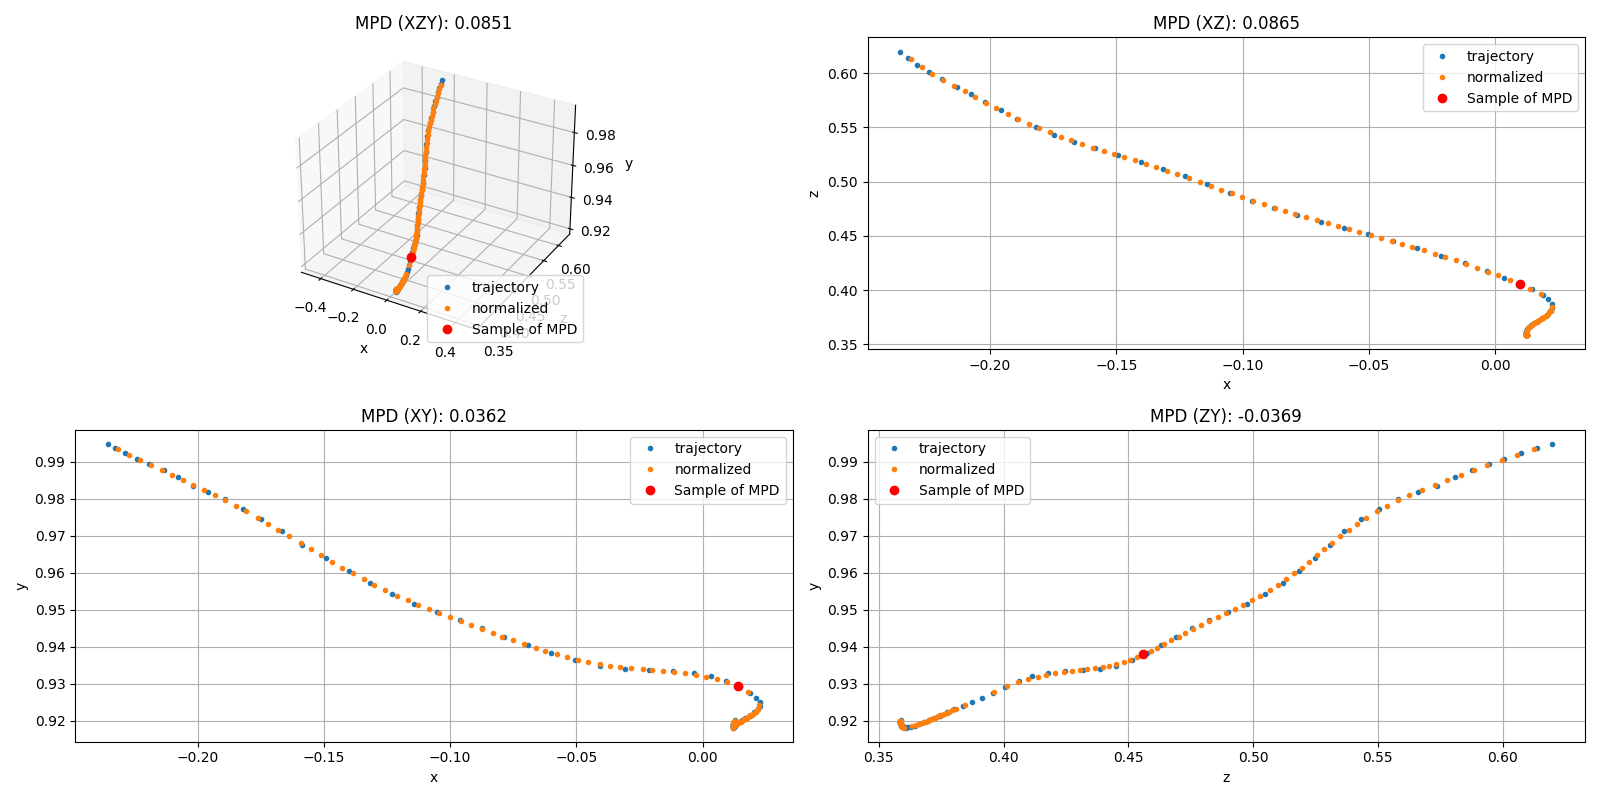 MPD (XZY): 0.0851
0.98
0.96
0.94
0.92
y
0.60
0.55
0.50
0.45
0.40
0.35
z
−0.4
−0.2
0.0
0.2
0.4
x
trajectory
normalized
Sample of MPD
MPD (XZ): 0.0865
trajectory
normalized
Sample of MPD
0.60
0.55
0.50
0.45
0.40
0.35
z
−0.20
−0.15
−0.10
−0.05
0.00
x
MPD (XY): 0.0362
trajectory
normalized
Sample of MPD
0.99
0.98
0.97
0.96
0.95
0.94
0.93
0.92
y
−0.20
−0.15
−0.10
−0.05
0.00
x
MPD (ZY): -0.0369
trajectory
normalized
Sample of MPD
0.99
0.98
0.97
0.96
0.95
0.94
0.93
0.92
y
0.35
0.40
0.45
0.50
0.55
0.60
z